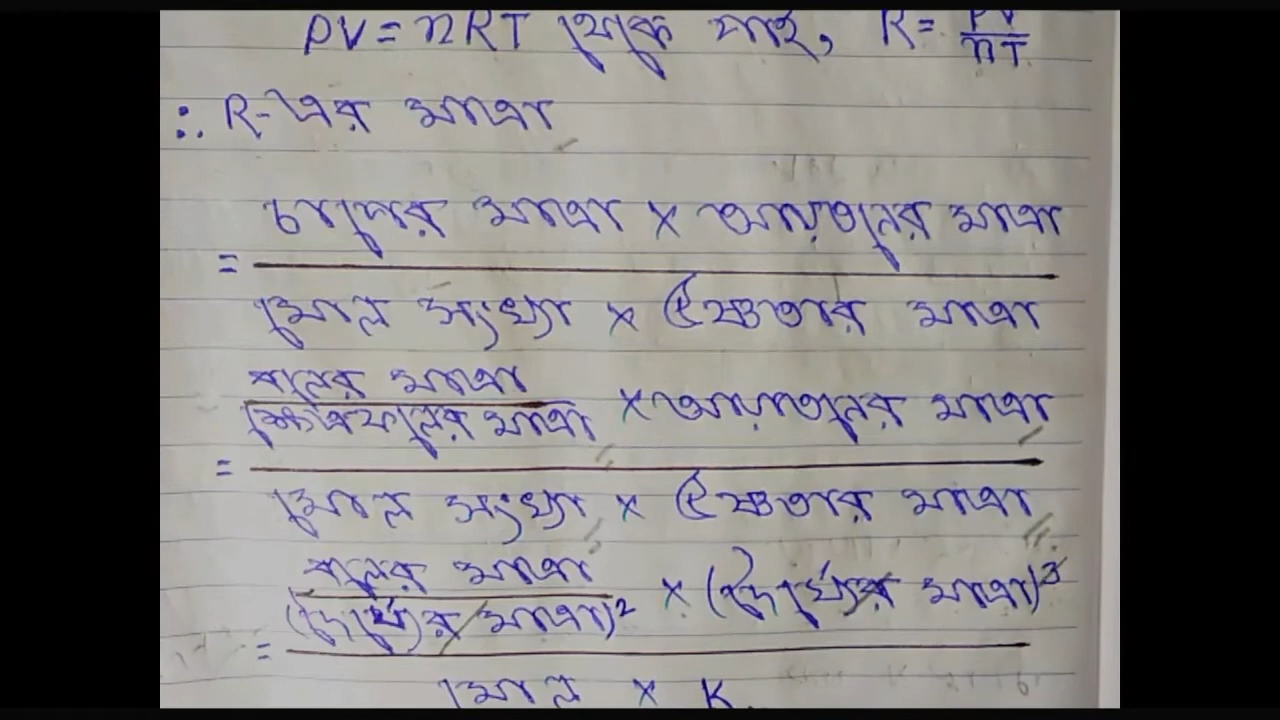 PV = nRT থেকে পাই, R = PV/nT
∴ R-এর মাত্রা
চাপের মাত্রা × আয়তনের মাত্রা
=
মোল সংখ্যা × উষ্ণতার মাত্রা
বলের মাত্রা
ক্ষেত্রফলের মাত্রা × আয়তনের মাত্রা
=
মোল সংখ্যা × উষ্ণতার মাত্রা
বলের মাত্রা
(দৈর্ঘ্যের মাত্রা)2 × (দৈর্ঘ্যের মাত্রা)3
=
মোল × K